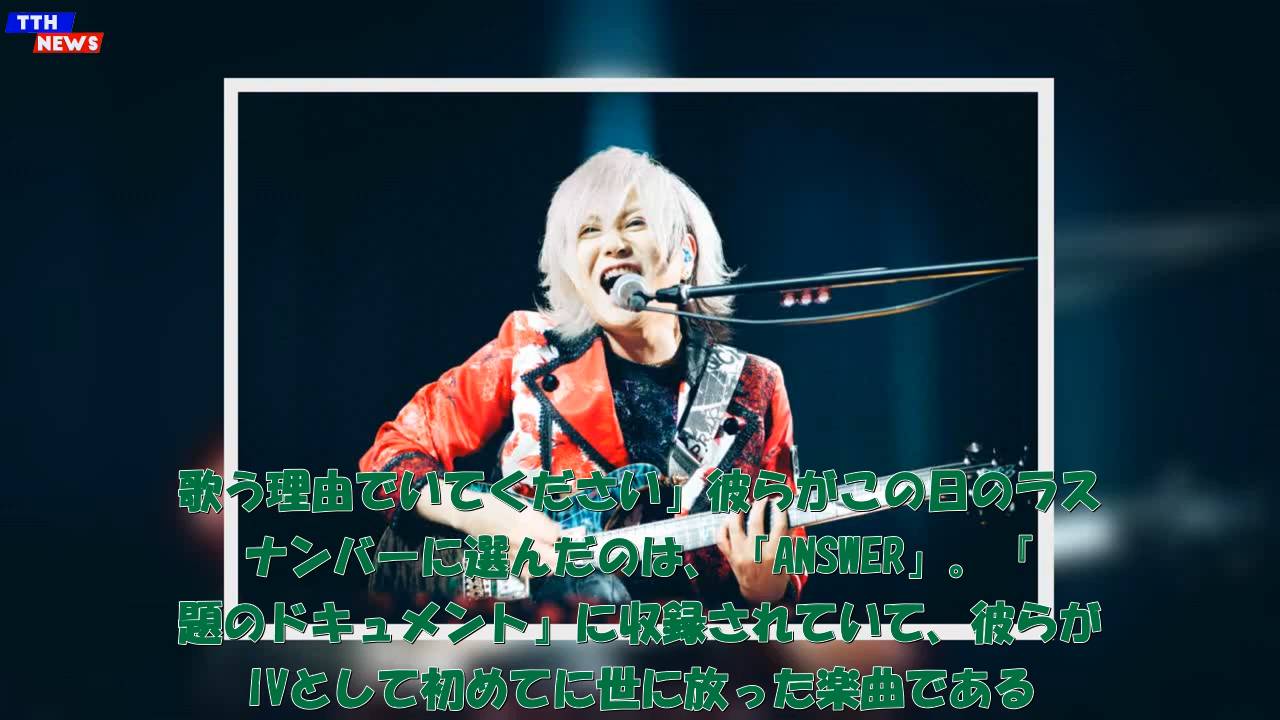 TTH
NEWS
歌う理由でいてください」彼らがこの日のラス
ナンバーに選んだのは、「ANSWER」。『
題のドキュメント」に収録されていて、彼らが
IVとして初めてに世に放った楽曲である